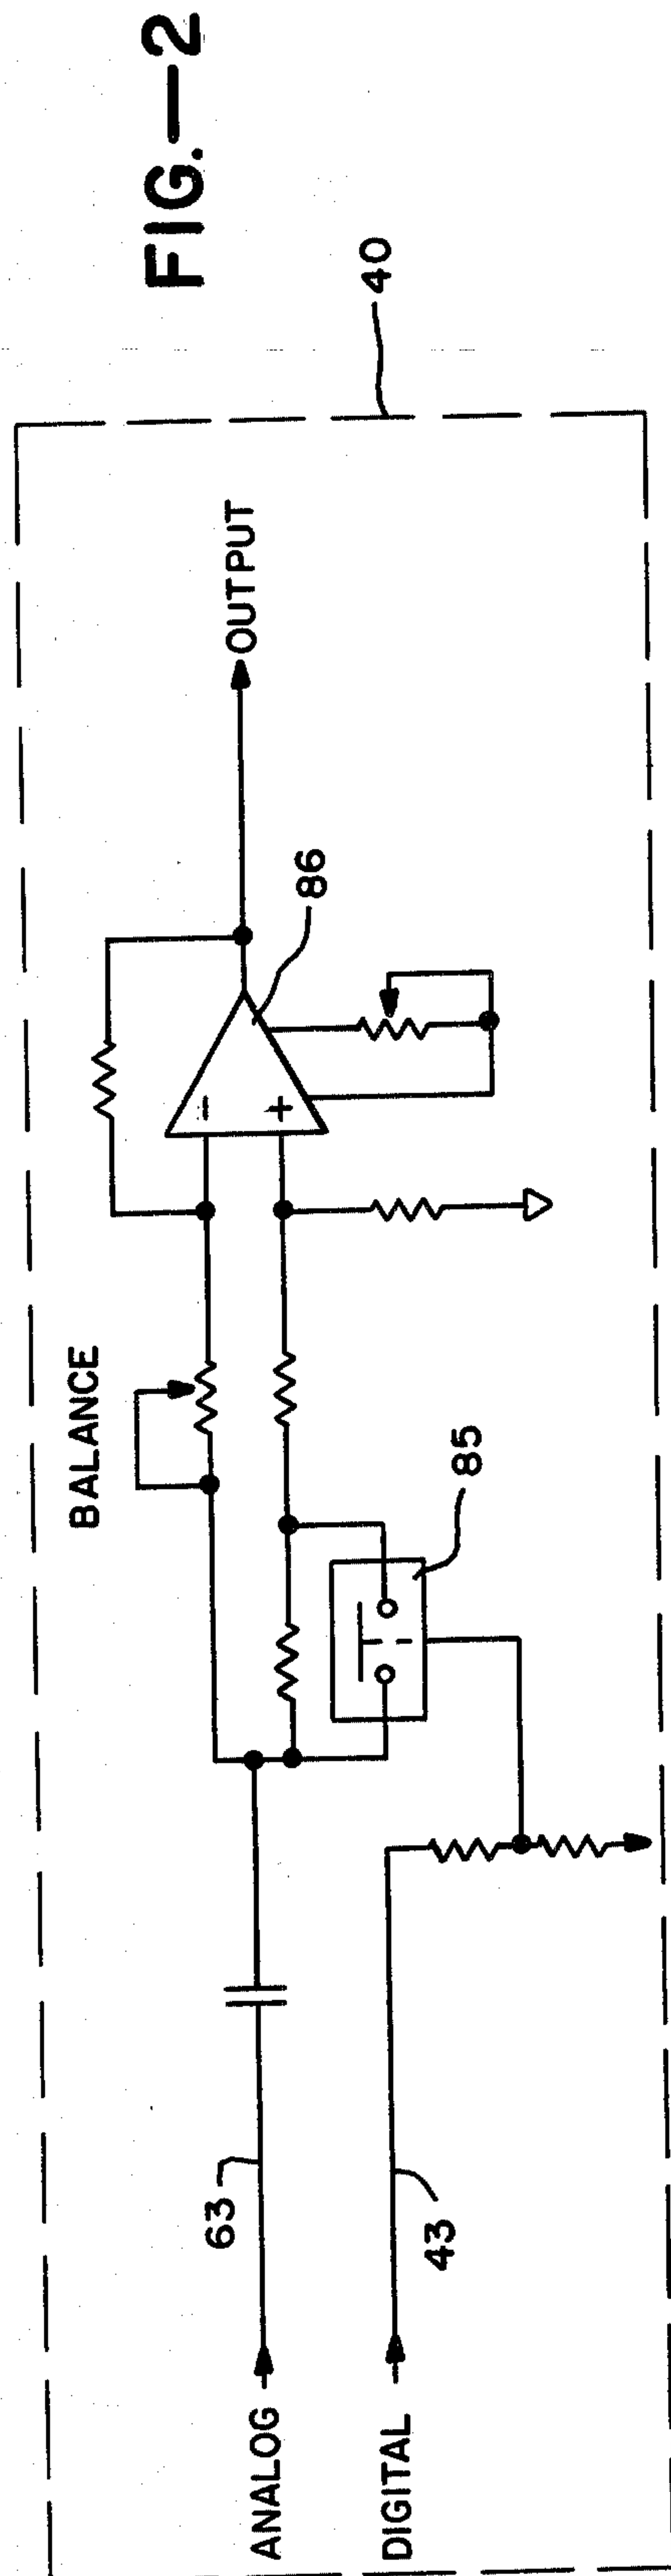 FIG.—2
40
BALANCE
OUTPUT
86
−
+
85
63
ANALOG
43
DIGITAL